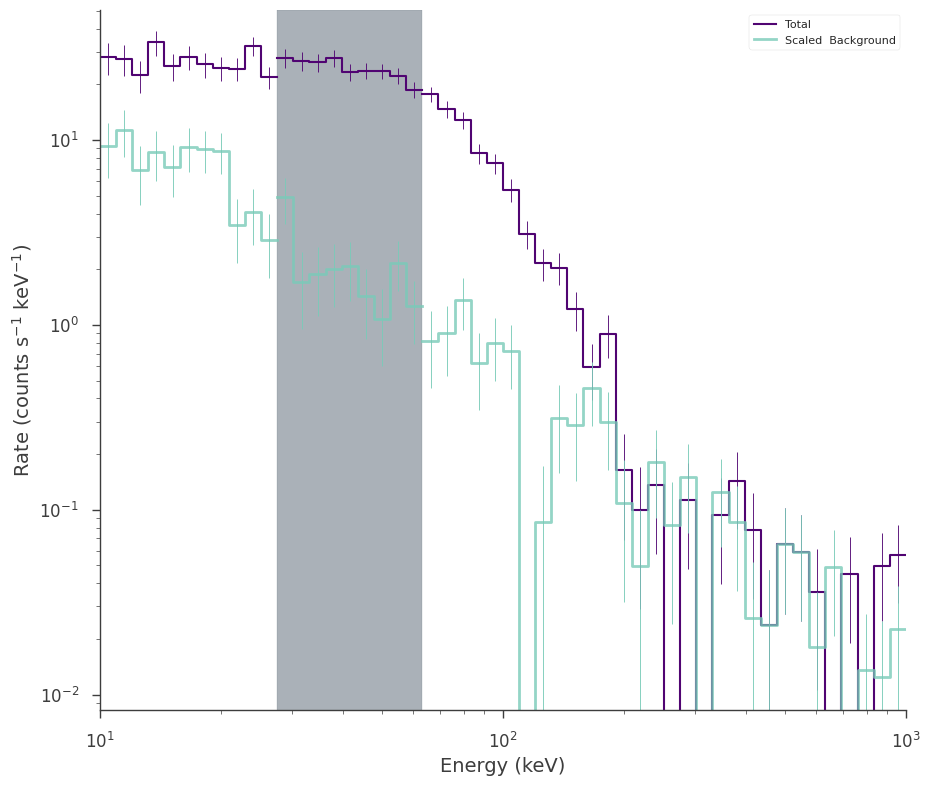 Total
Scaled Background
Rate (counts s⁻¹ keV⁻¹)
10¹
10⁰
10⁻¹
10⁻²
10¹
10²
10³
Energy (keV)